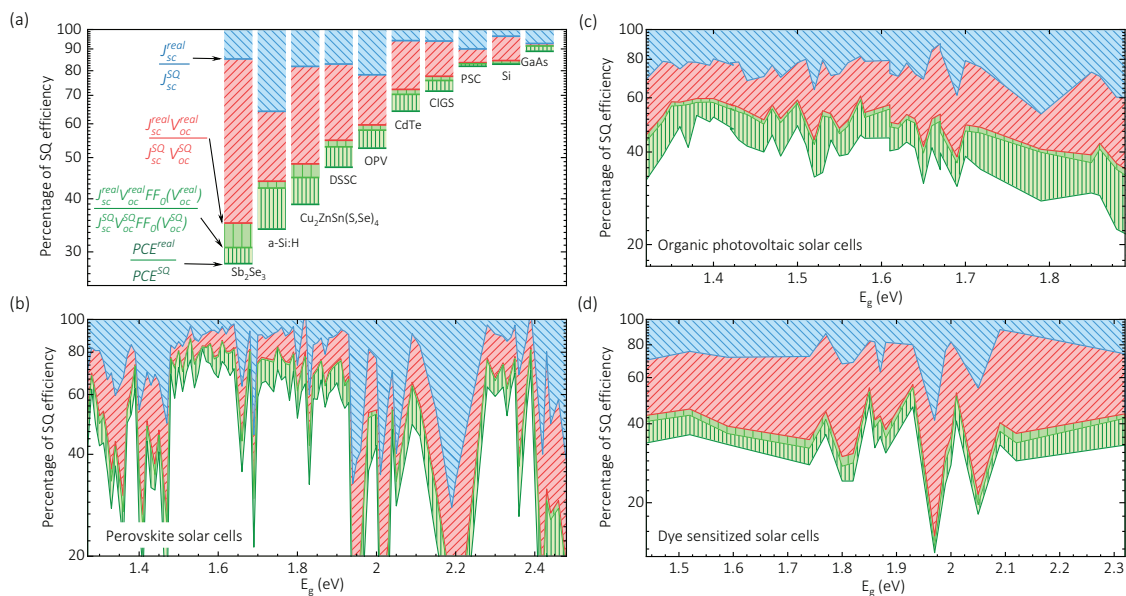 (a)
Percentage of SQ efficiency
100
90
80
70
60
50
40
30
J_sc^real
J_sc^SQ
J_sc^real V_oc^real
J_sc^SQ V_oc^SQ
J_sc^real V_oc^real FF_0(V_oc^real)
J_sc^SQ V_oc^SQ FF_0(V_oc^SQ)
PCE^real
PCE^SQ
Sb_2Se_3
a-Si:H
Cu_2ZnSn(S,Se)_4
DSSC
OPV
CdTe
CIGS
PSC
Si
GaAs
(b)
Percentage of SQ efficiency
100
80
60
40
20
Perovskite solar cells
1.4
1.6
1.8
2
2.2
2.4
E_g (eV)
(c)
Percentage of SQ efficiency
100
80
60
40
20
Organic photovoltaic solar cells
1.4
1.5
1.6
1.7
1.8
E_g (eV)
(d)
Percentage of SQ efficiency
100
80
60
40
20
Dye sensitized solar cells
1.5
1.6
1.7
1.8
1.9
2
2.1
2.2
2.3
E_g (eV)